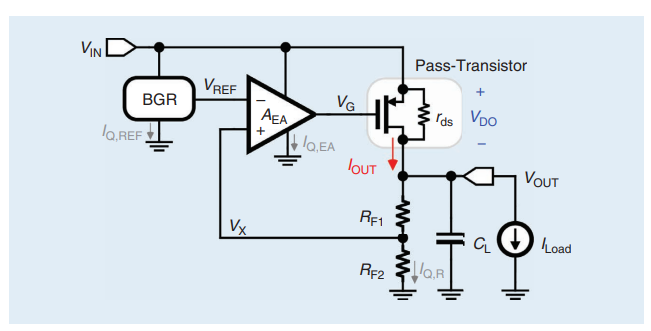 VIN
Pass-Transistor
BGR
VREF
−
AEA
+
VG
rds
+
VDO
−
IQ,REF
IQ,EA
IOUT
VOUT
RF1
VX
CL
ILoad
RF2
IQ,R